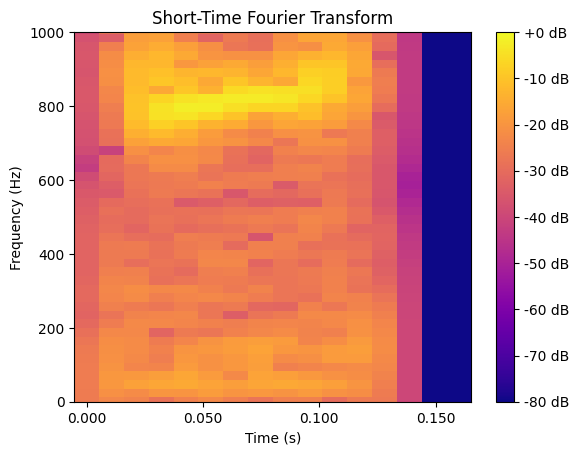 Short-Time Fourier Transform
1000
800
600
400
200
0
Frequency (Hz)
0.000
0.050
0.100
0.150
Time (s)
+0 dB
-10 dB
-20 dB
-30 dB
-40 dB
-50 dB
-60 dB
-70 dB
-80 dB